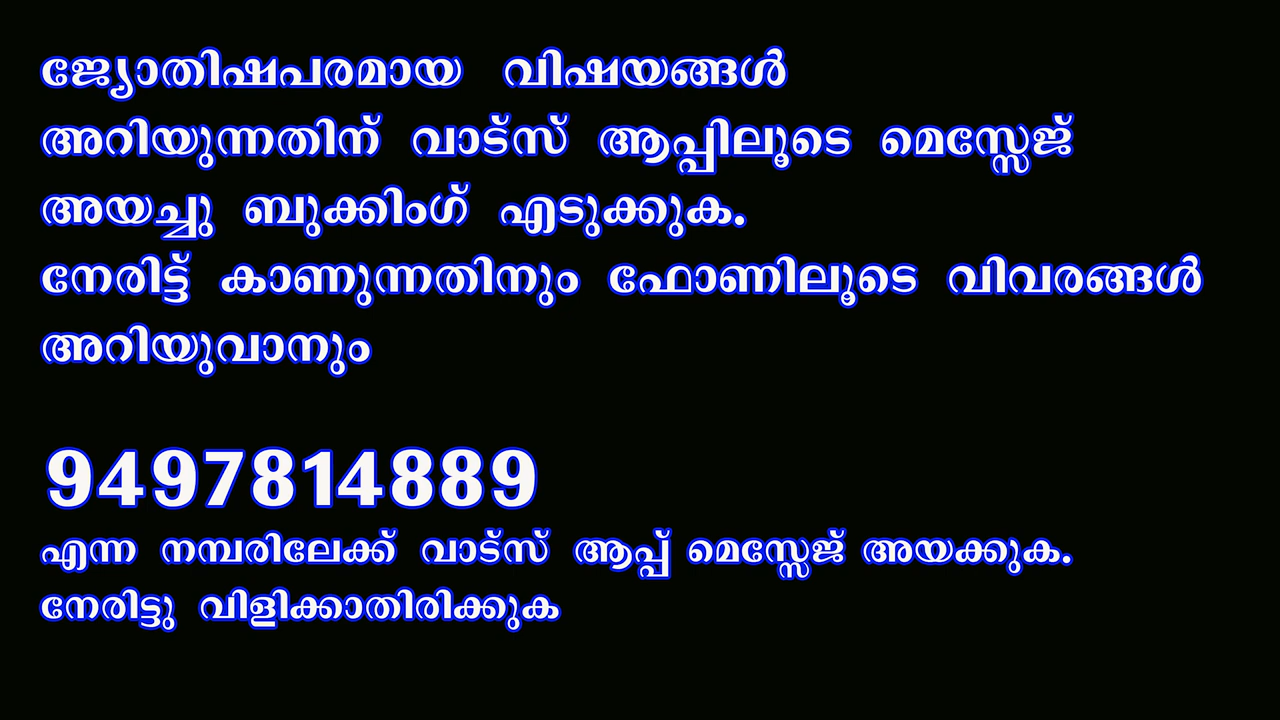 ജ്യോതിഷപരമായ വിഷയങ്ങൾ
അറിയുന്നതിന് വാട്സ് ആപ്പിലൂടെ മെസ്സേജ്
അയച്ചു ബുക്കിംഗ് എടുക്കുക.
നേരിട്ട് കാണുന്നതിനും ഫോണിലൂടെ വിവരങ്ങൾ
അറിയുവാനും
9497814889
എന്ന നമ്പരിലേക്ക് വാട്സ് ആപ്പ് മെസ്സേജ് അയക്കുക.
നേരിട്ടു വിളിക്കാതിരിക്കുക